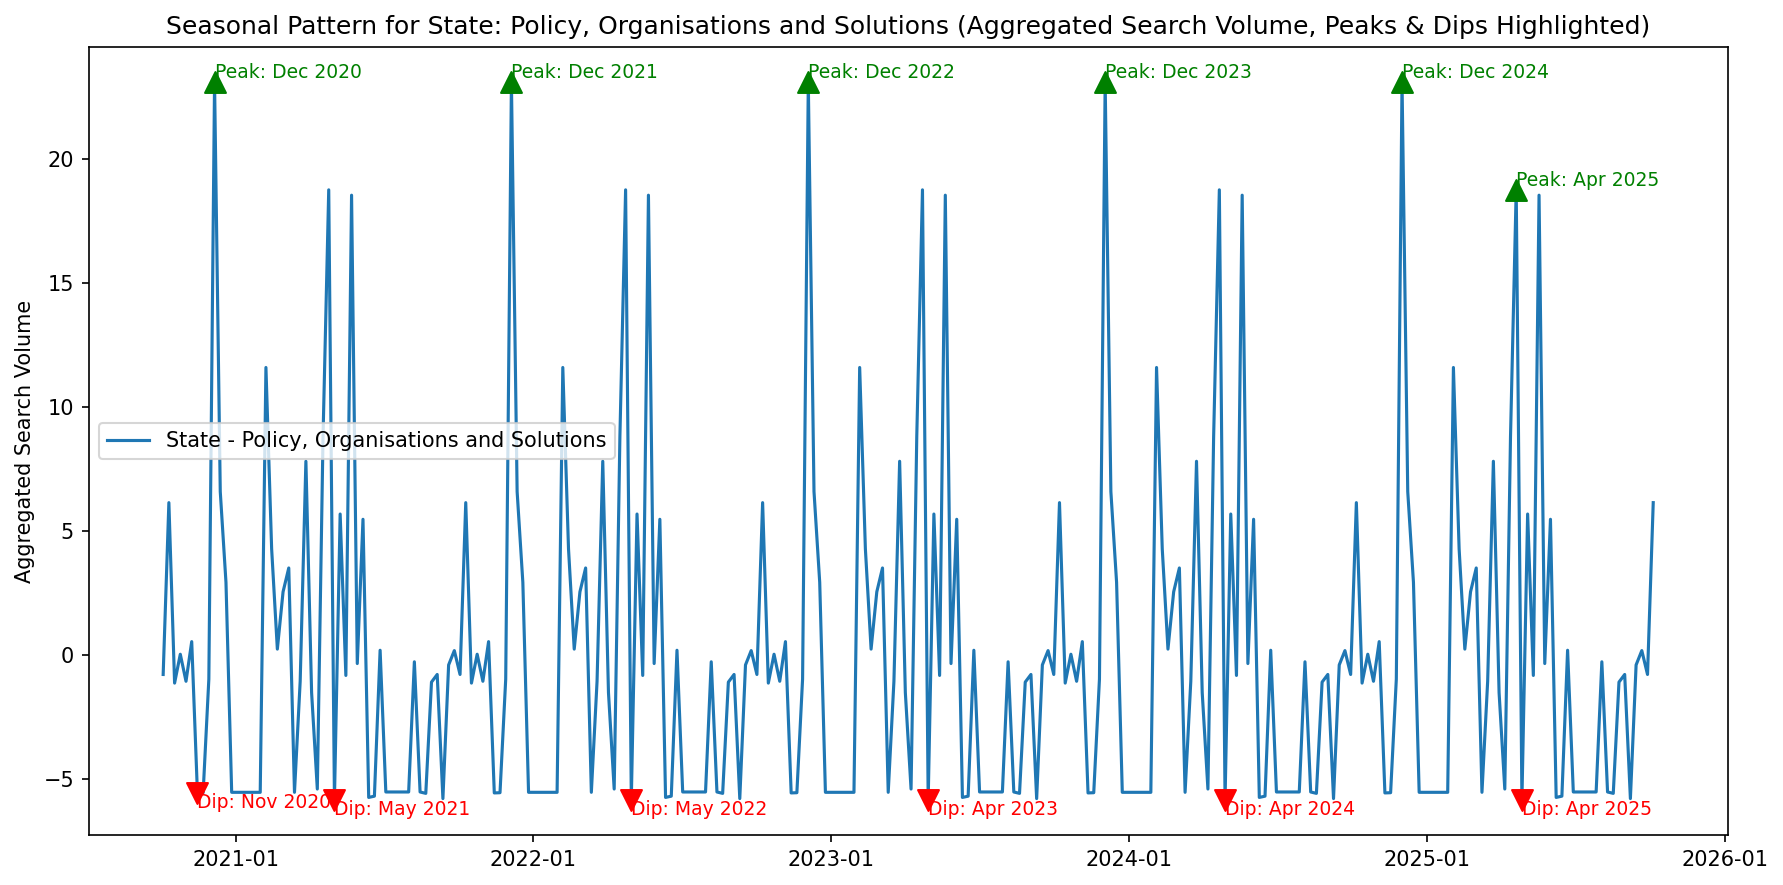 Seasonal Pattern for State: Policy, Organisations and Solutions (Aggregated Search Volume, Peaks & Dips Highlighted)
Peak: Dec 2020
Peak: Dec 2021
Peak: Dec 2022
Peak: Dec 2023
Peak: Dec 2024
Peak: Apr 2025
Aggregated Search Volume
20
15
10
5
0
−5
State - Policy, Organisations and Solutions
Dip: Nov 2020
Dip: May 2021
Dip: May 2022
Dip: Apr 2023
Dip: Apr 2024
Dip: Apr 2025
2021-01
2022-01
2023-01
2024-01
2025-01
2026-01